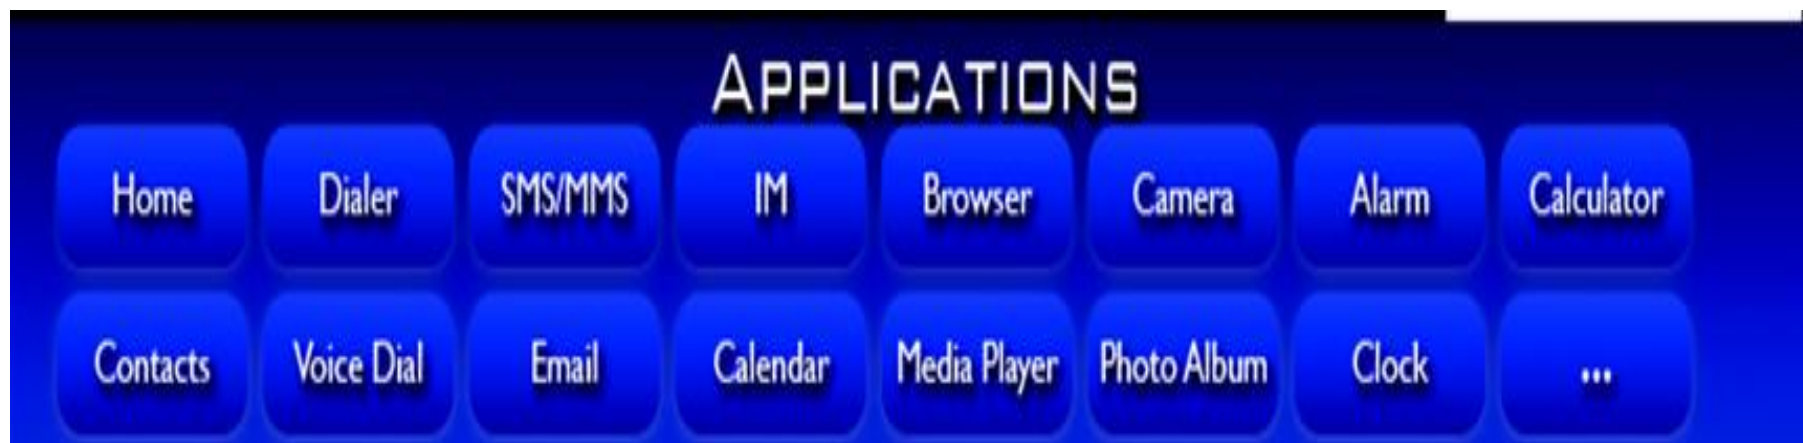 APPLICATIONS
Home Dialer SMS/MMS IM Browser Camera Alarm Calculator
Contacts Voice Dial Email Calendar Media Player Photo Album Clock ...